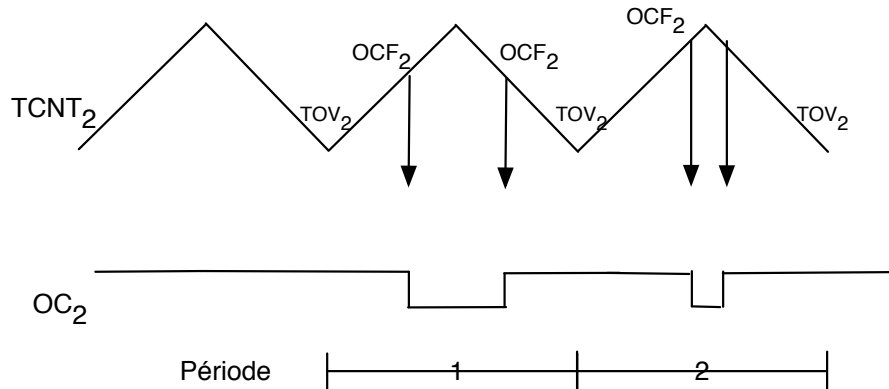 OCF2
OCF2 OCF2
TCNT2 TOV2 TOV2 TOV2
OC2
Période 1 2